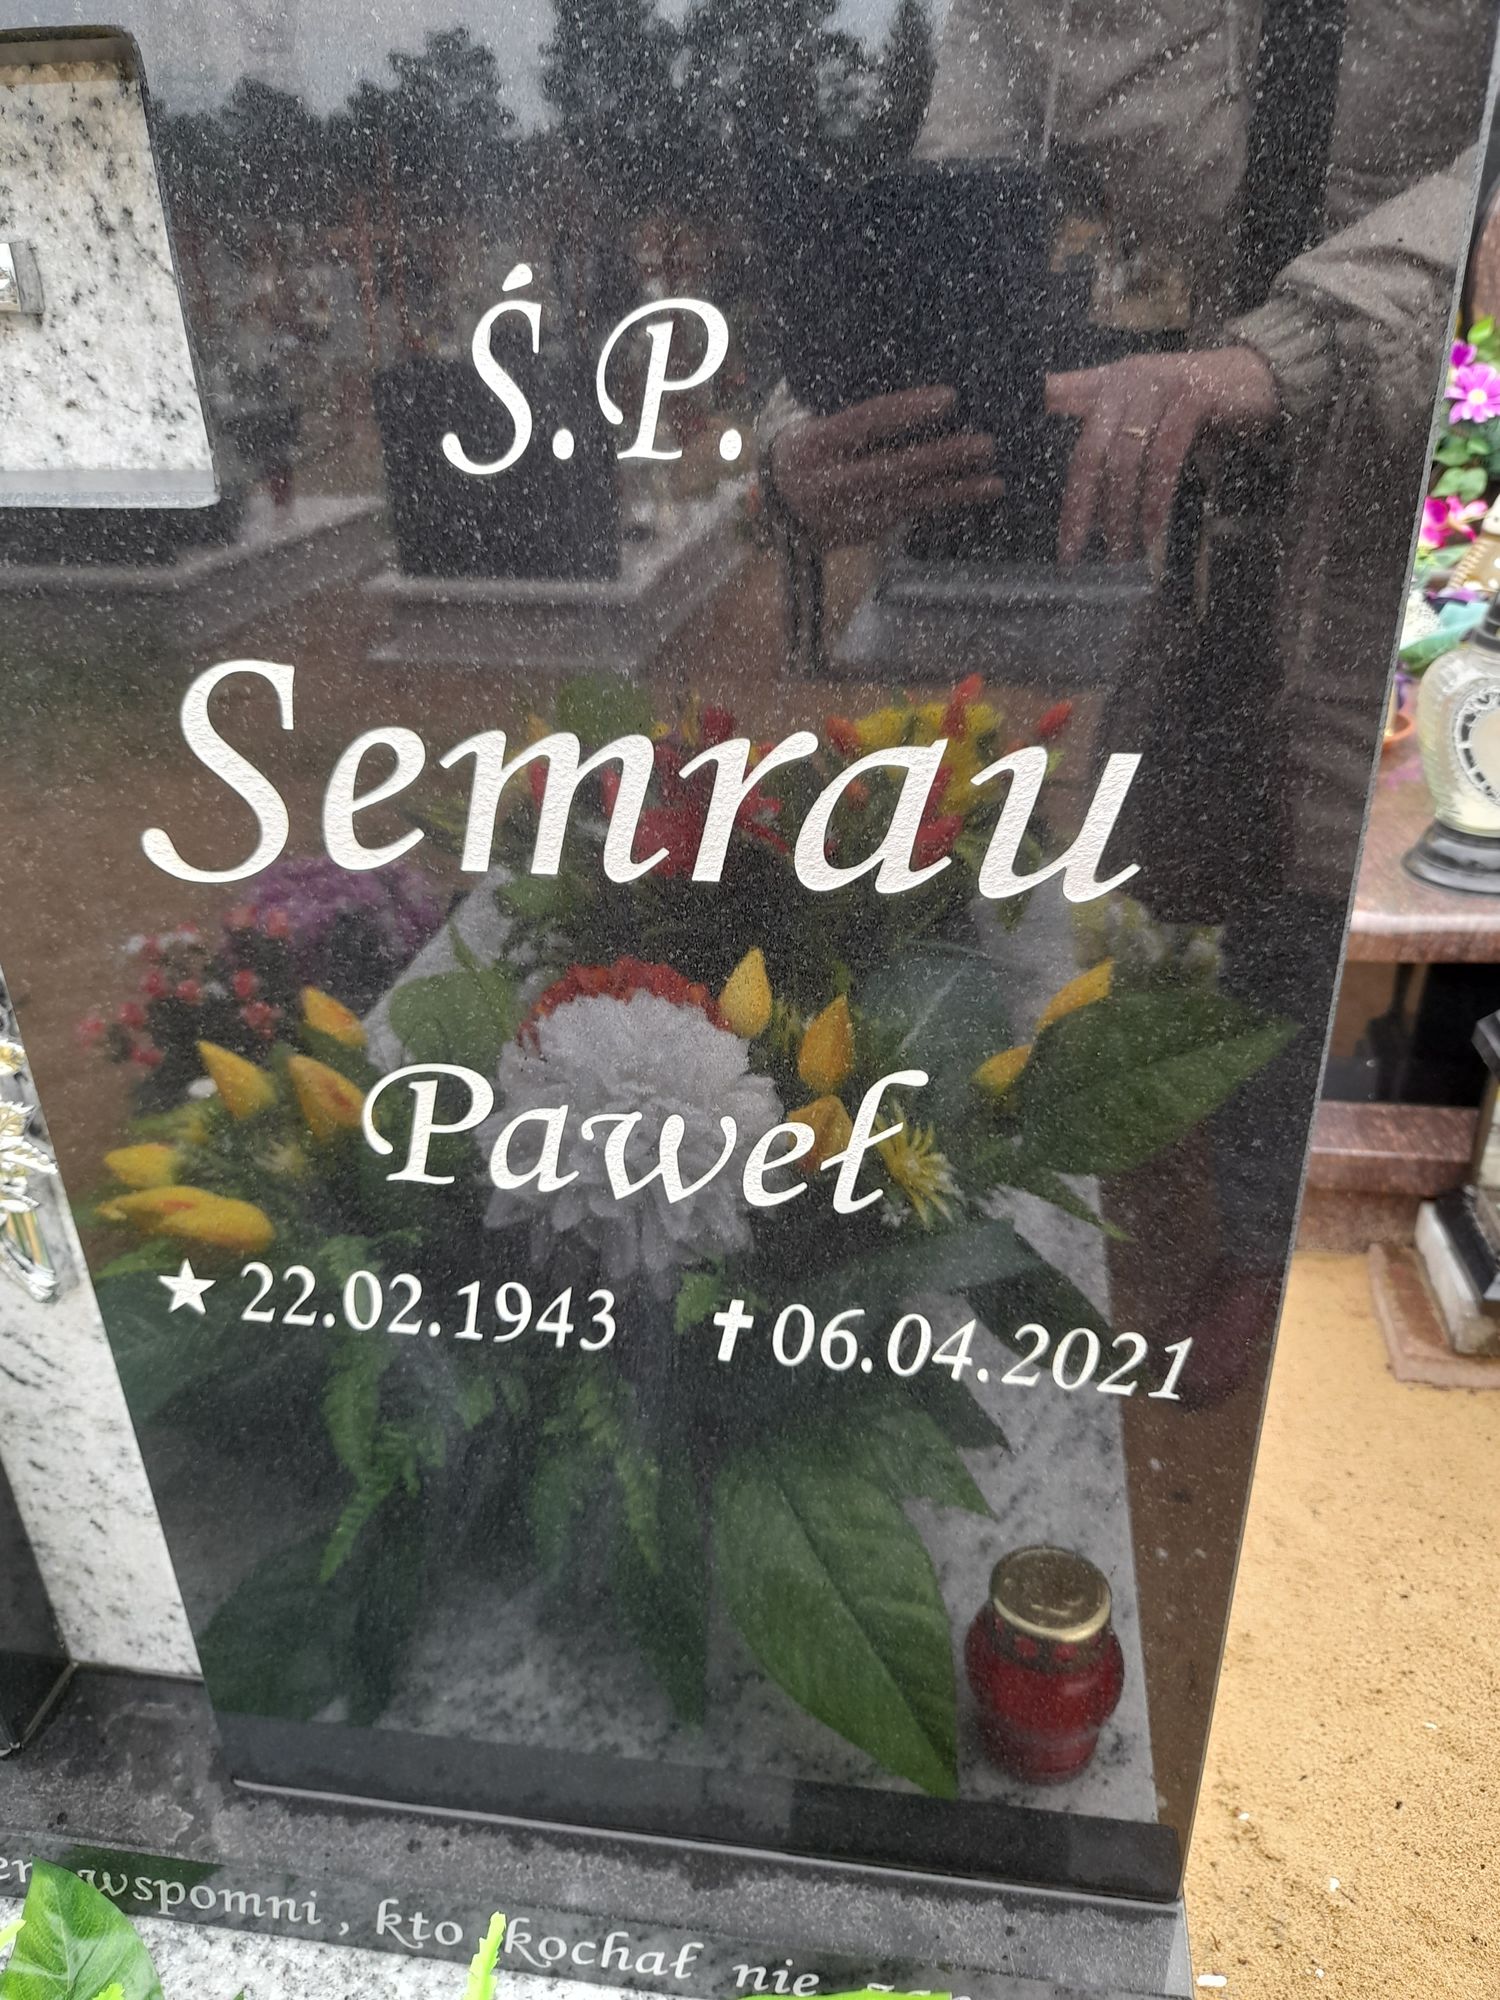 Ś.P.
Semrau
Paweł
★ 22.02.1943 ✝ 06.04.2021
wspomni, kto kochał nie